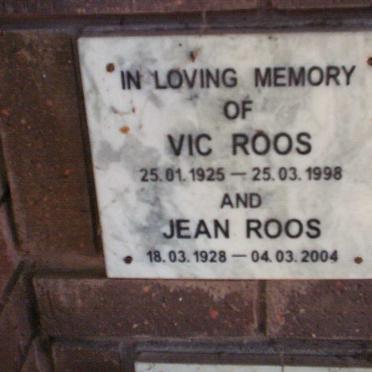 IN LOVING MEMORY
OF
VIC ROOS
25.01.1925 — 25.03.1998
AND
JEAN ROOS
18.03.1928 — 04.03.2004